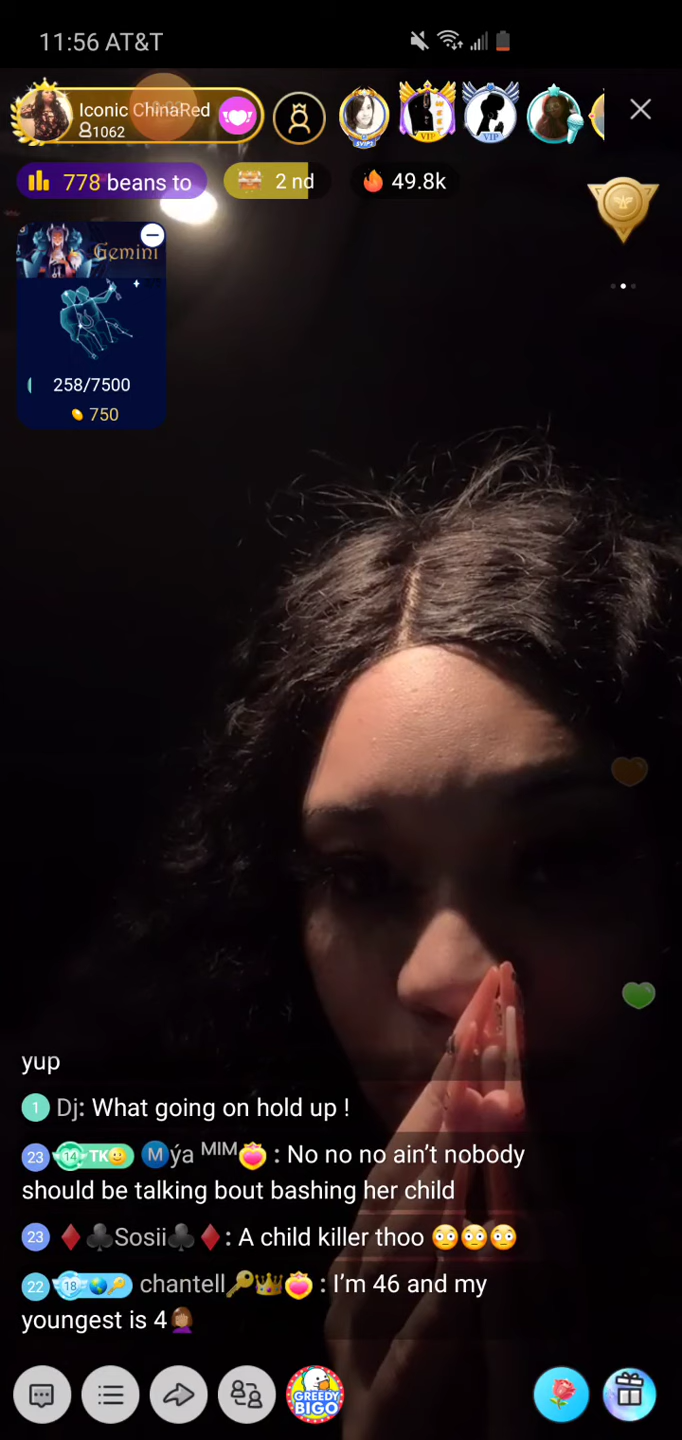 11:56 AT&T
Iconic ChinaRed
1062
VIP
VIP
778 beans to
2 nd
49.8k
Gemini
258/7500
750
yup
1 Dj: What going on hold up !
23 14 TK🙂 Ⓜýa ᴹᴵᴹ : No no no ain't nobody
should be talking bout bashing her child
23 ♦️♣️Sosii♣️♦️: A child killer thoo 😳😳😳
22 18 🌎🔑 chantell🔑👑 : I'm 46 and my
youngest is 4🤦🏽‍♀️
GREEDY
BIGO